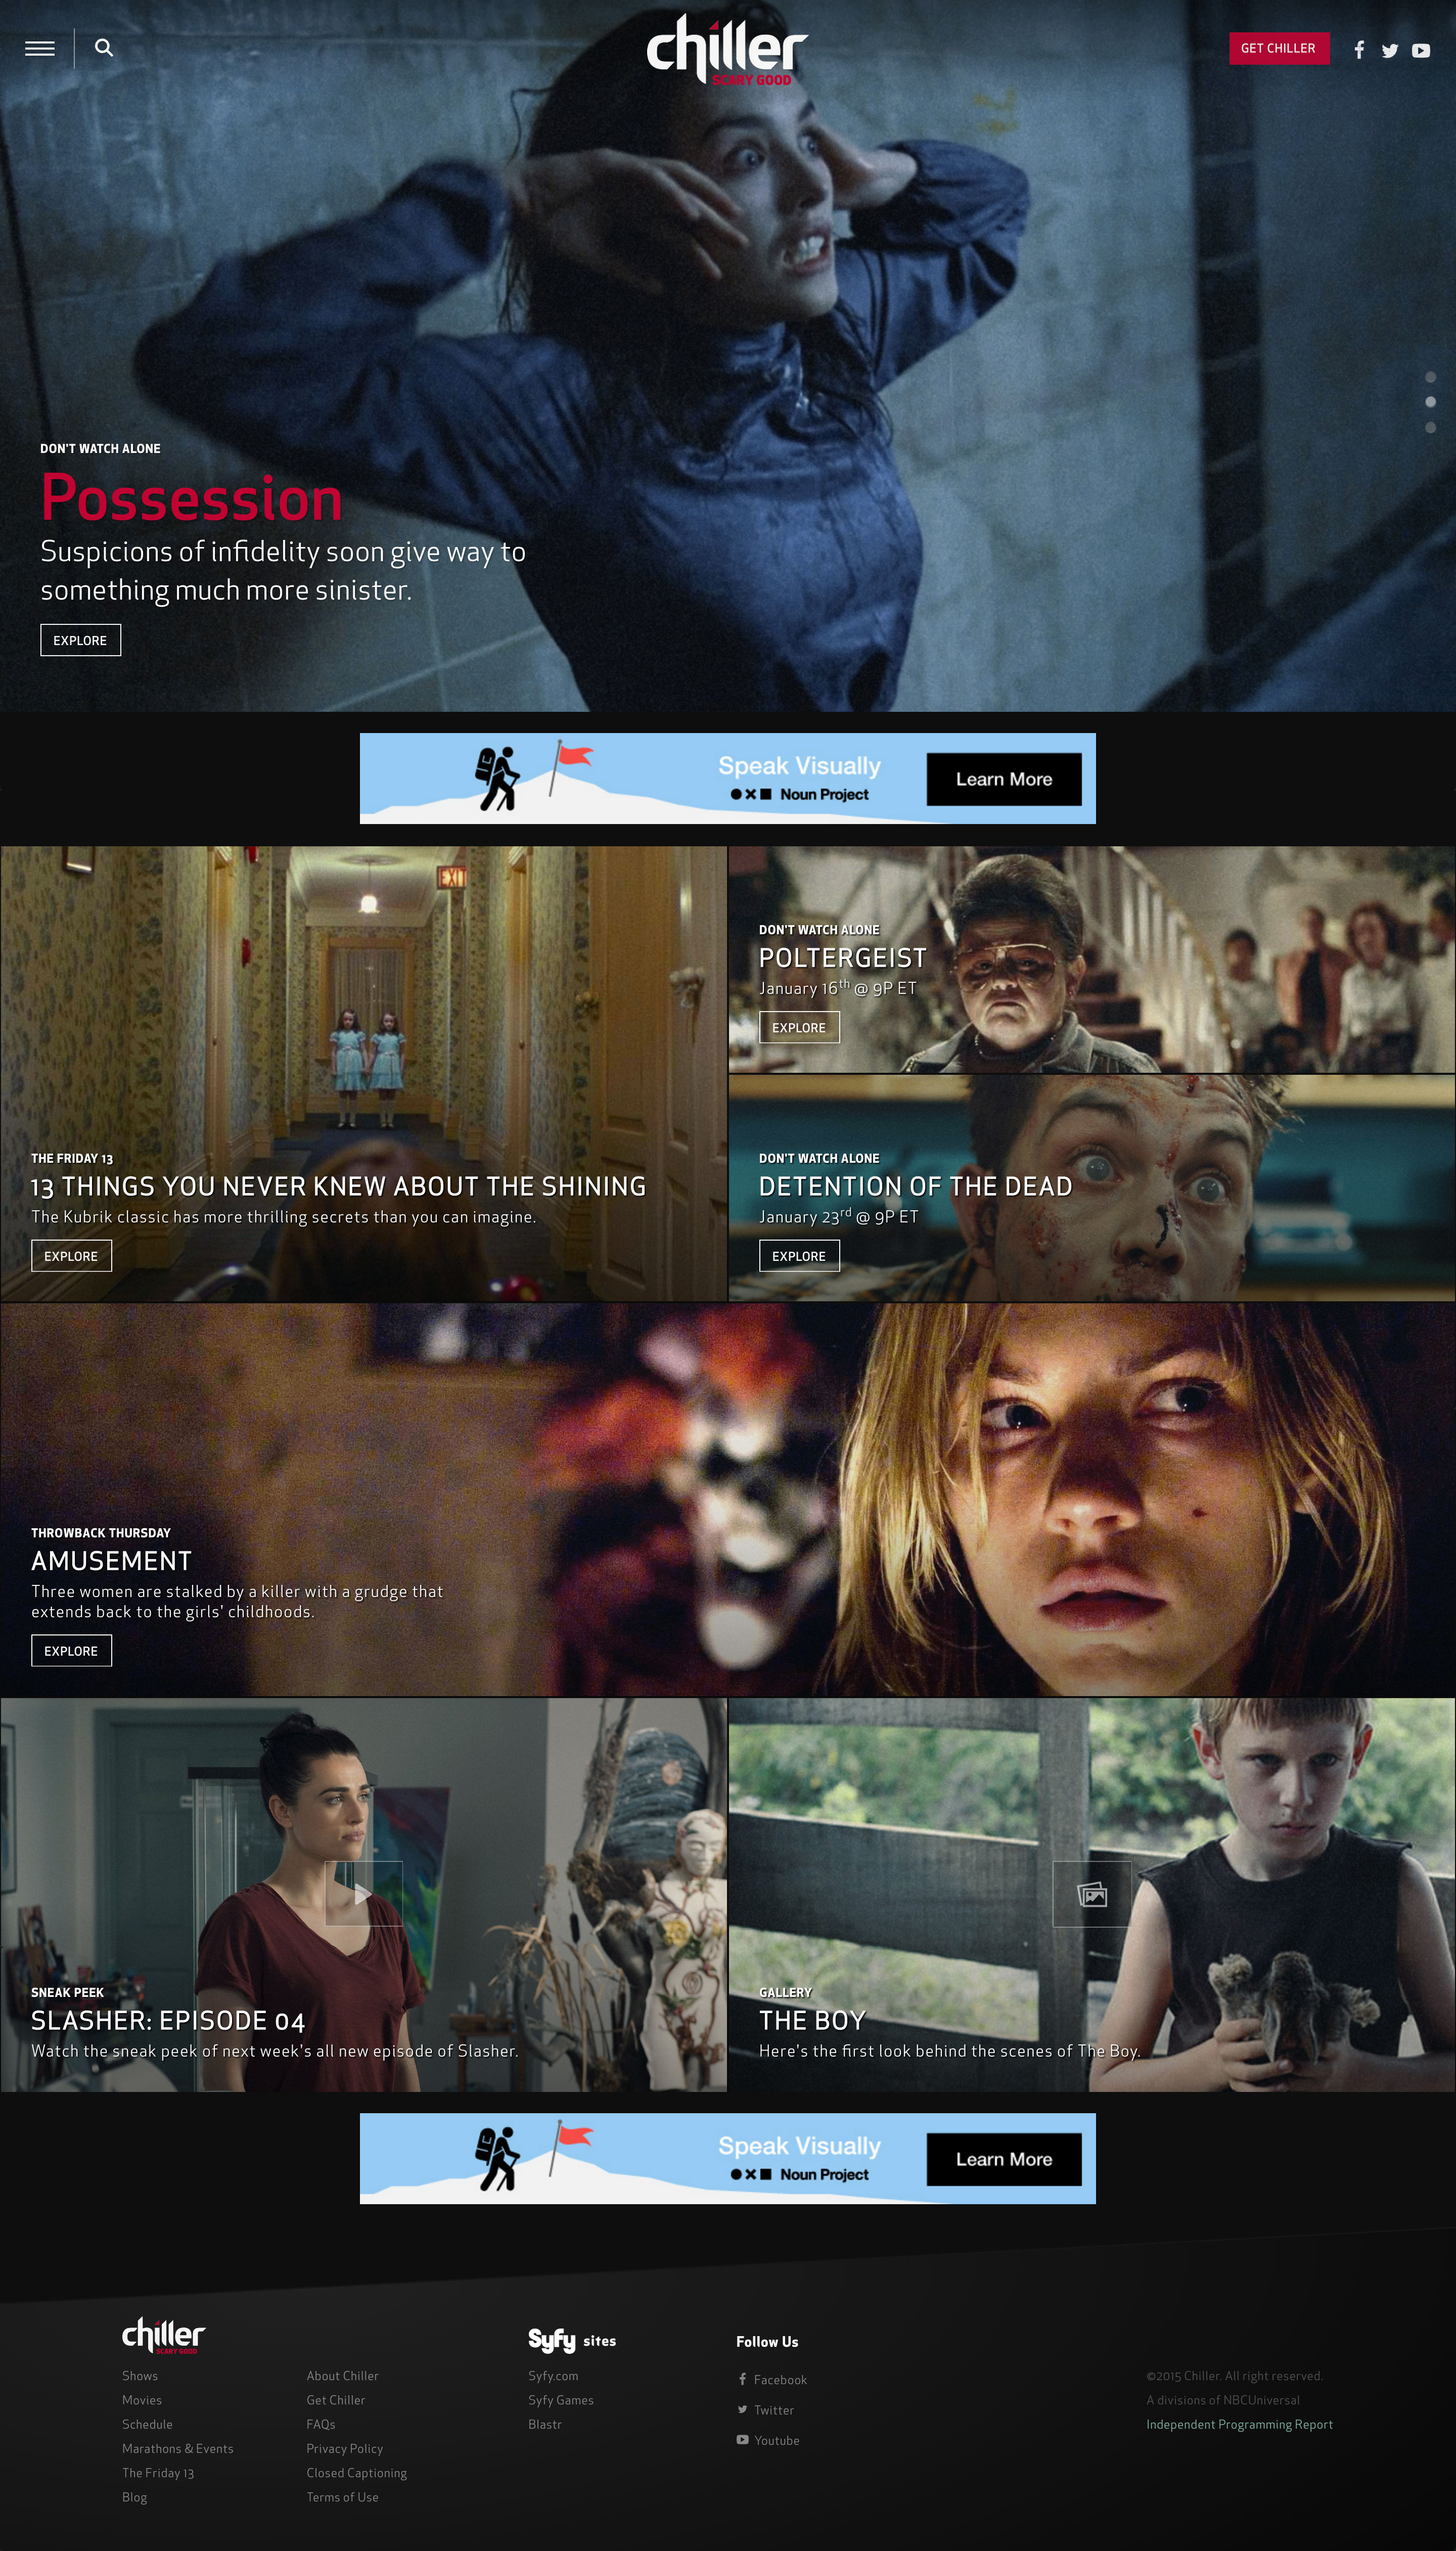 chiller
SCARY GOOD
GET CHILLER
DON'T WATCH ALONE
Possession
Suspicions of infidelity soon give way to
something much more sinister.
EXPLORE
Speak Visually
Noun Project
Learn More
EXIT
THE FRIDAY 13
13 THINGS YOU NEVER KNEW ABOUT THE SHINING
The Kubrik classic has more thrilling secrets than you can imagine.
EXPLORE
DON'T WATCH ALONE
POLTERGEIST
January 16th @ 9P ET
EXPLORE
DON'T WATCH ALONE
DETENTION OF THE DEAD
January 23rd @ 9P ET
EXPLORE
THROWBACK THURSDAY
AMUSEMENT
Three women are stalked by a killer with a grudge that
extends back to the girls' childhoods.
EXPLORE
SNEAK PEEK
SLASHER: EPISODE 04
Watch the sneak peek of next week's all new episode of Slasher.
GALLERY
THE BOY
Here's the first look behind the scenes of The Boy.
Speak Visually
Noun Project
Learn More
chiller
SCARY GOOD
Shows
Movies
Schedule
Marathons & Events
The Friday 13
Blog
About Chiller
Get Chiller
FAQs
Privacy Policy
Closed Captioning
Terms of Use
Syfy sites
Syfy.com
Syfy Games
Blastr
Follow Us
Facebook
Twitter
Youtube
©2015 Chiller. All right reserved.
A divisions of NBCUniversal
Independent Programming Report